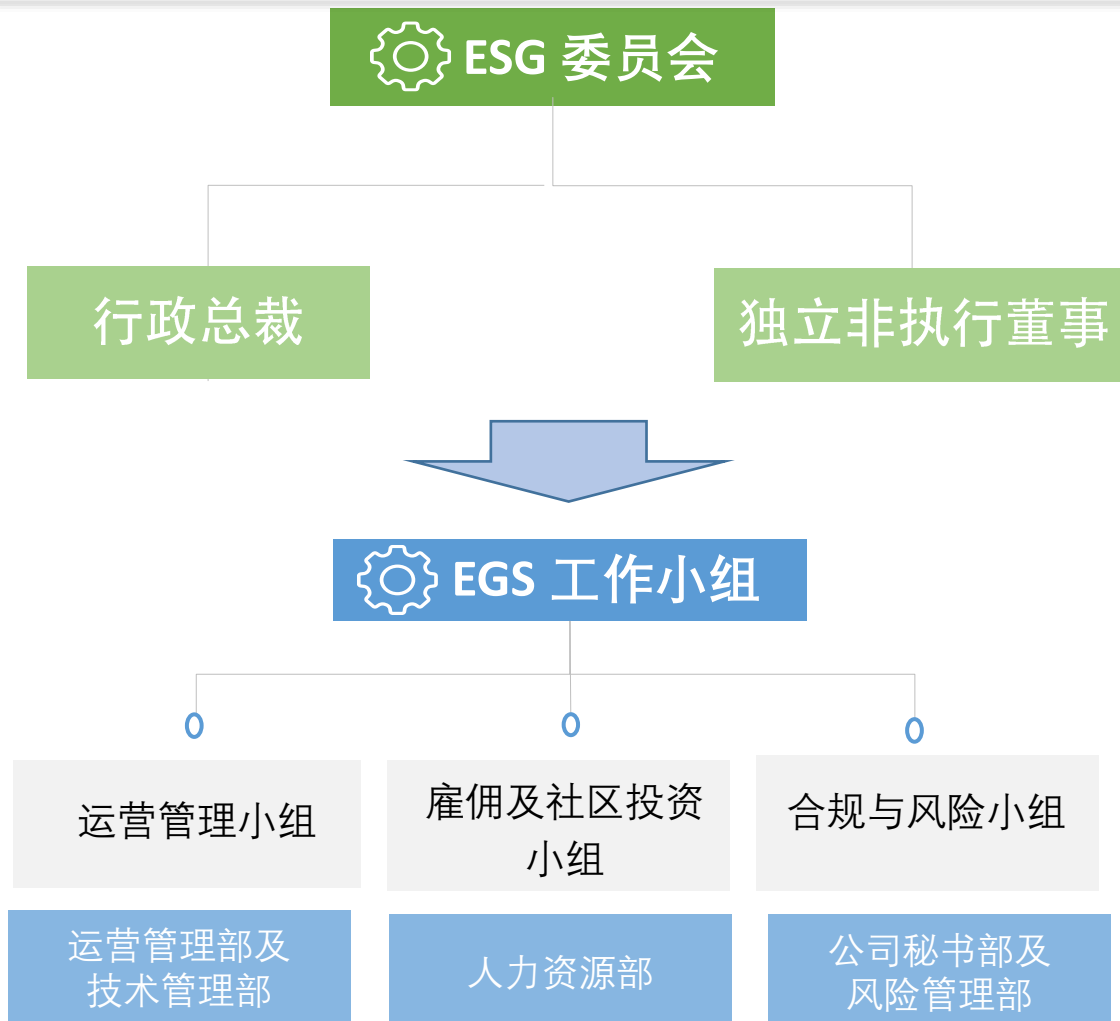 ESG 委员会
行政总裁
独立非执行董事
EGS 工作小组
运营管理小组
雇佣及社区投资
小组
合规与风险小组
运营管理部及
技术管理部
人力资源部
公司秘书部及
风险管理部